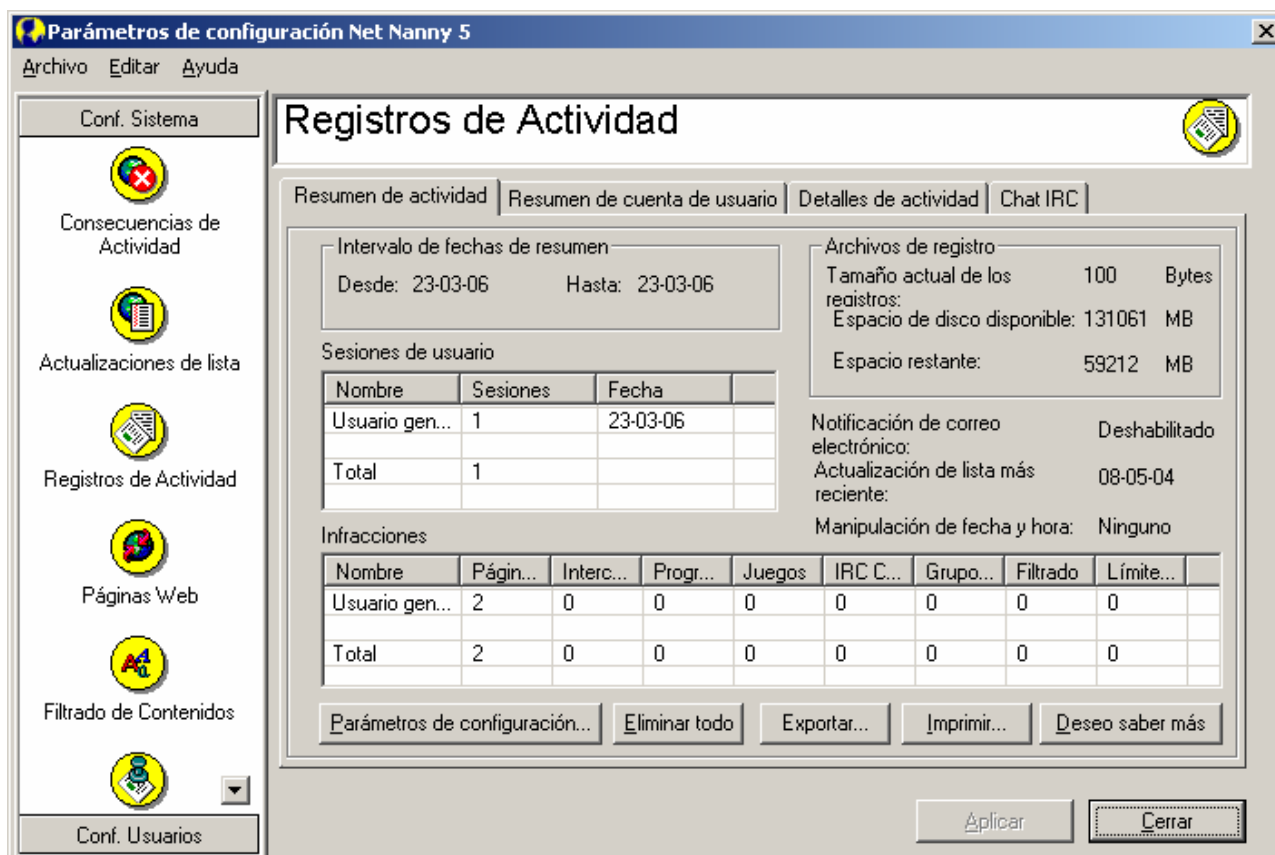 Parámetros de configuración Net Nanny 5
Archivo Editar Ayuda
Conf. Sistema
Consecuencias de
Actividad
Actualizaciones de lista
Registros de Actividad
Páginas Web
Filtrado de Contenidos
Conf. Usuarios
Registros de Actividad
Resumen de actividad Resumen de cuenta de usuario Detalles de actividad Chat IRC
Intervalo de fechas de resumen
Desde: 23-03-06 Hasta: 23-03-06
Archivos de registro
Tamaño actual de los
registros: 100 Bytes
Espacio de disco disponible: 131061 MB
Espacio restante: 59212 MB
Sesiones de usuario
Nombre Sesiones Fecha
Usuario gen... 1 23-03-06
Total 1
Notificación de correo
electrónico: Deshabilitado
Actualización de lista más
reciente: 08-05-04
Manipulación de fecha y hora: Ninguno
Infracciones
Nombre Págin... Interc... Progr... Juegos IRC C... Grupo... Filtrado Límite...
Usuario gen... 2 0 0 0 0 0 0 0
Total 2 0 0 0 0 0 0 0
Parámetros de configuración... Eliminar todo Exportar... Imprimir... Deseo saber más
Aplicar Cerrar